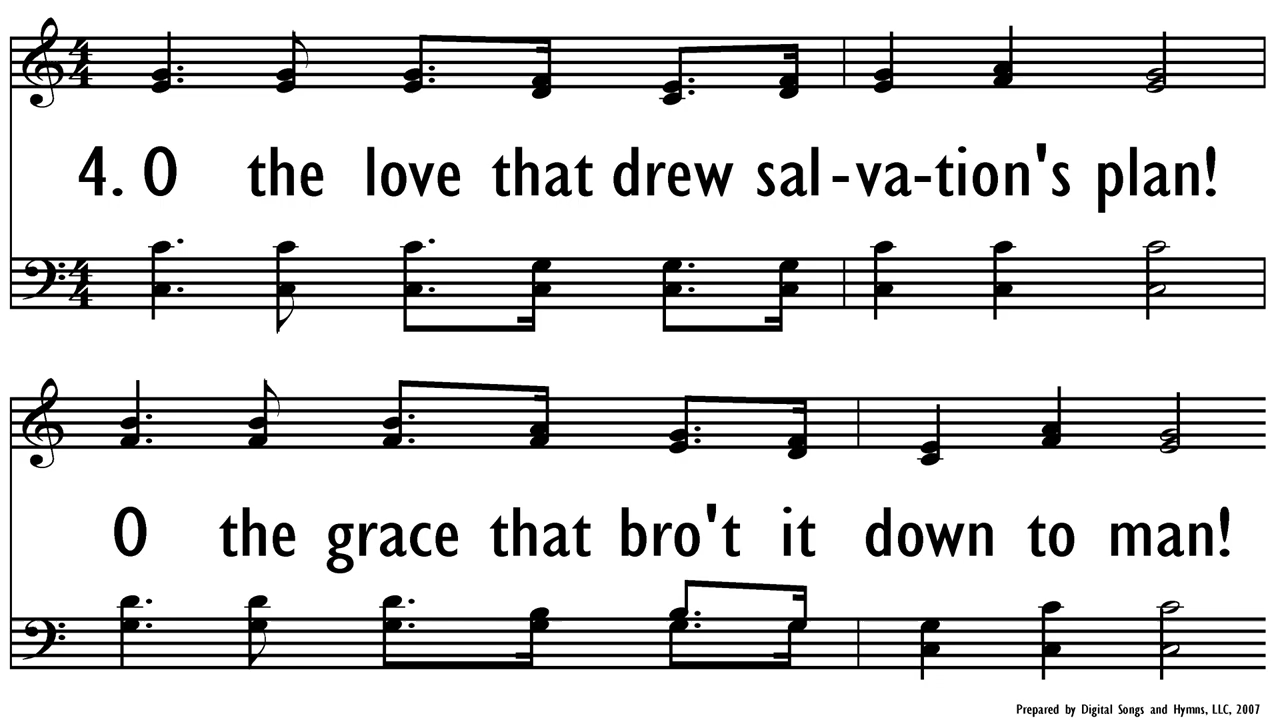 4. O the love that drew sal-va-tion's plan!
O the grace that bro't it down to man!
Prepared by Digital Songs and Hymns, LLC, 2007